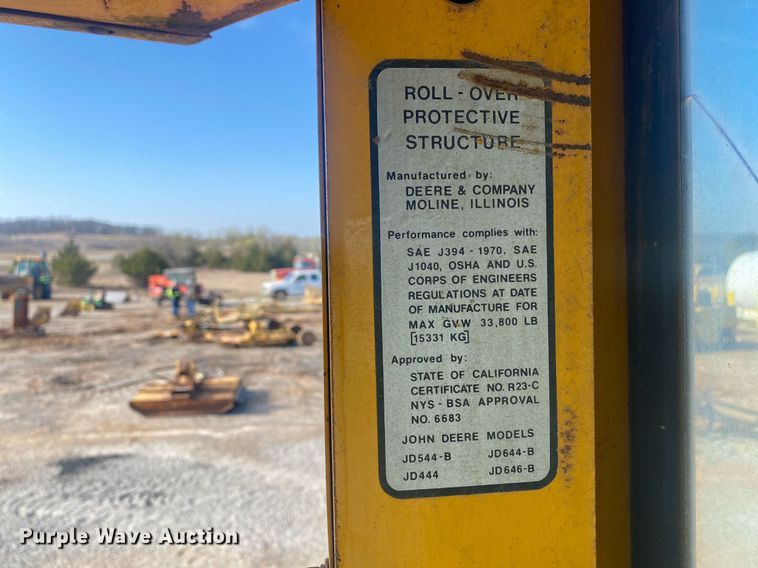 ROLL - OVER
PROTECTIVE
STRUCTURE
Manufactured by:
DEERE & COMPANY
MOLINE, ILLINOIS
Performance complies with:
SAE J394 - 1970, SAE
J1040, OSHA AND U.S.
CORPS OF ENGINEERS
REGULATIONS AT DATE
OF MANUFACTURE FOR
MAX GVW 33,800 LB
[15331 KG]
Approved by:
STATE OF CALIFORNIA
CERTIFICATE NO. R23-C
NYS - BSA APPROVAL
NO. 6683
JOHN DEERE MODELS
JD544-B JD644-B
JD444 JD646-B
Purple Wave Auction